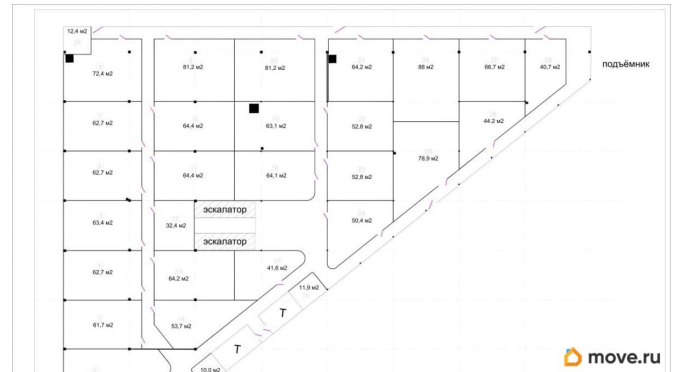 12,4 м2
72,4 м2
81,2 м2
81,2 м2
64,2 м2
88 м2
66,7 м2
40,7 м2
подъёмник
62,7 м2
64,4 м2
63,1 м2
52,8 м2
44.2 м2
78,9 м2
62,7 м2
64,4 м2
64,1 м2
52,8 м2
эскалатор
63,4 м2
32,4 м2
50,4 м2
эскалатор
62,7 м2
64,2 м2
41,6 м2
11,9 м2
61,7 м2
53,7 м2
Т
Т
10,0 м2
move.ru